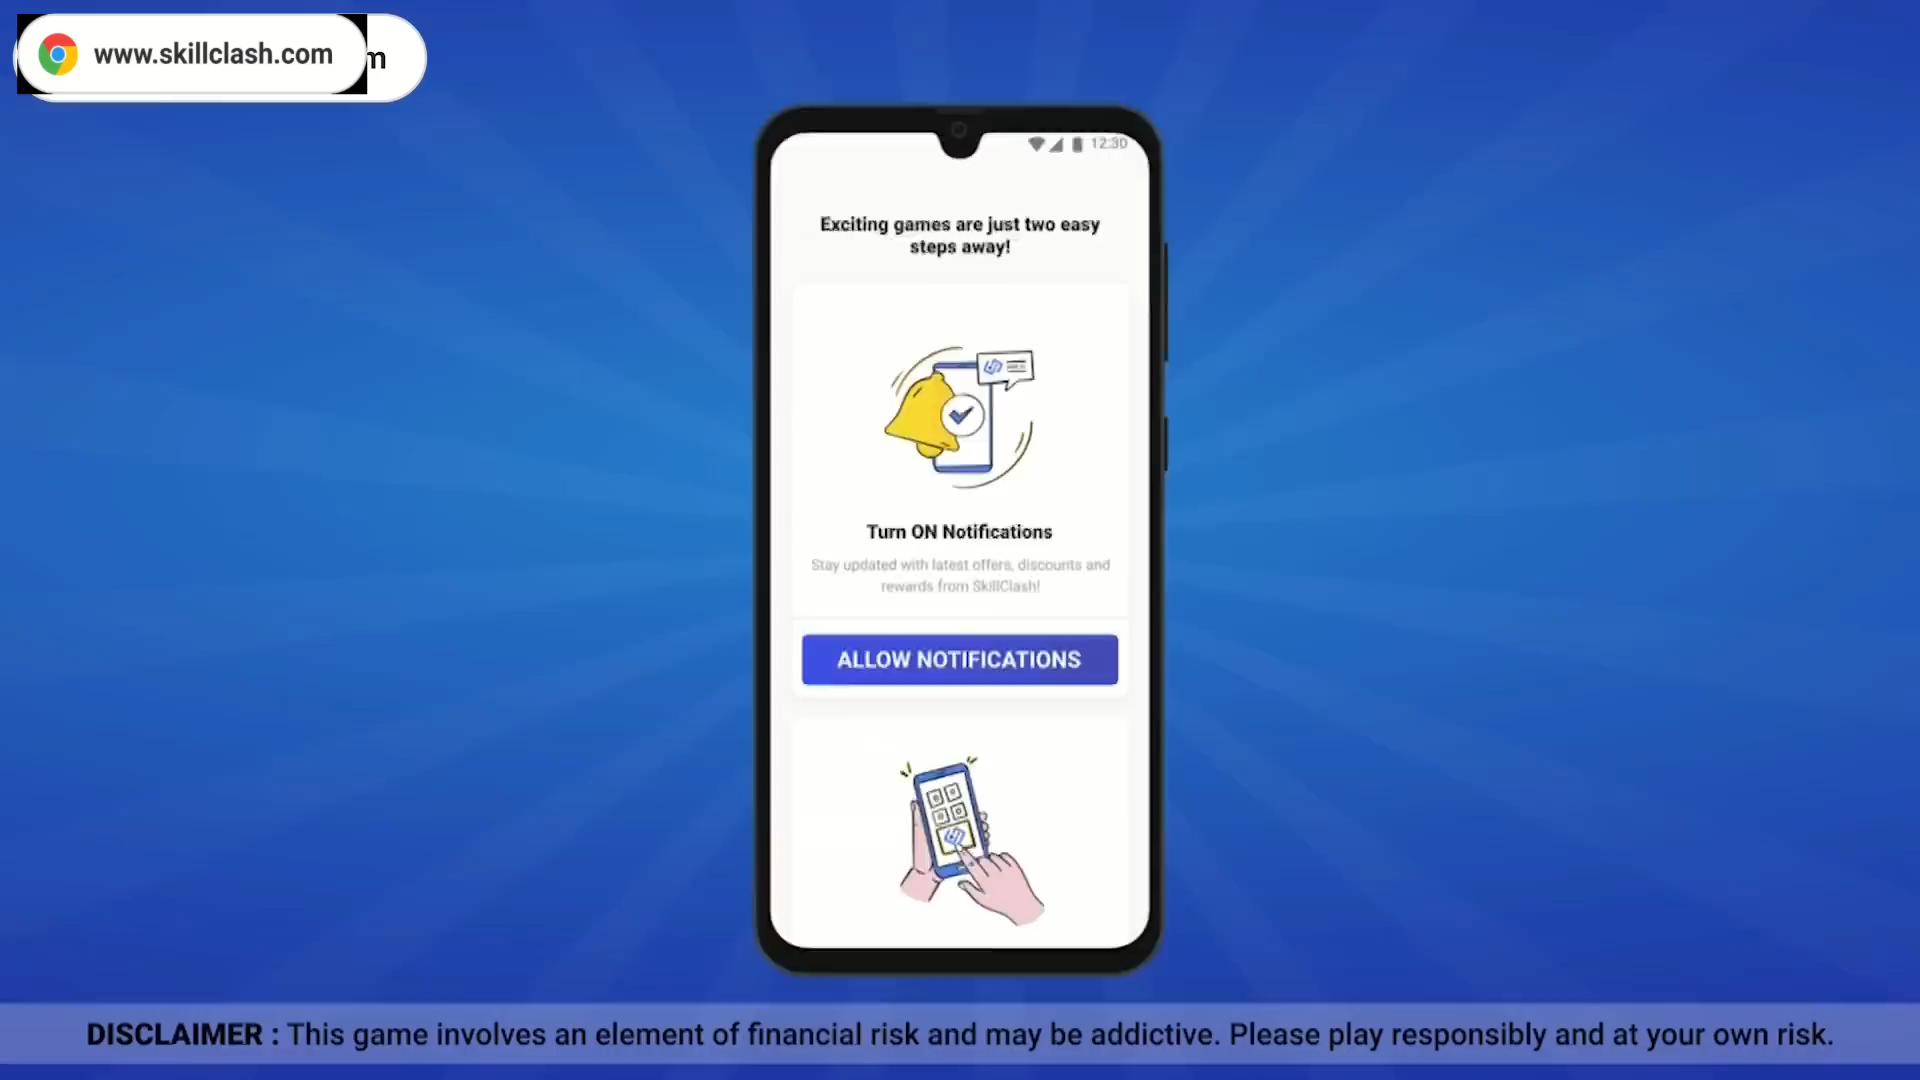 www.skillclash.com
m
12:30
Exciting games are just two easy
steps away!
Turn ON Notifications
Stay updated with latest offers, discounts and
rewards from SkillClash!
ALLOW NOTIFICATIONS
DISCLAIMER : This game involves an element of financial risk and may be addictive. Please play responsibly and at your own risk.